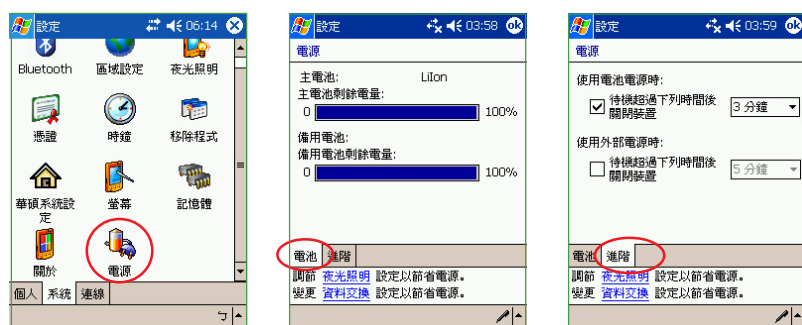 設定 06:14
Bluetooth 區域設定 夜光照明
憑證 時鐘 移除程式
華碩系統設定 螢幕 記憶體
關於 電源
個人 系統 連線
ㄅ
設定 03:58 ok
電源
主電池: LiIon
主電池剩餘電量:
0 100%
備用電池:
備用電池剩餘電量:
0 100%
電池 進階
調節 夜光照明 設定以節省電源。
變更 資料交換 設定以節省電源。
設定 03:59 ok
電源
使用電池電源時:
待機超過下列時間後 3 分鐘
關閉裝置
使用外部電源時:
待機超過下列時間後 5 分鐘
關閉裝置
電池 進階
調節 夜光照明 設定以節省電源。
變更 資料交換 設定以節省電源。